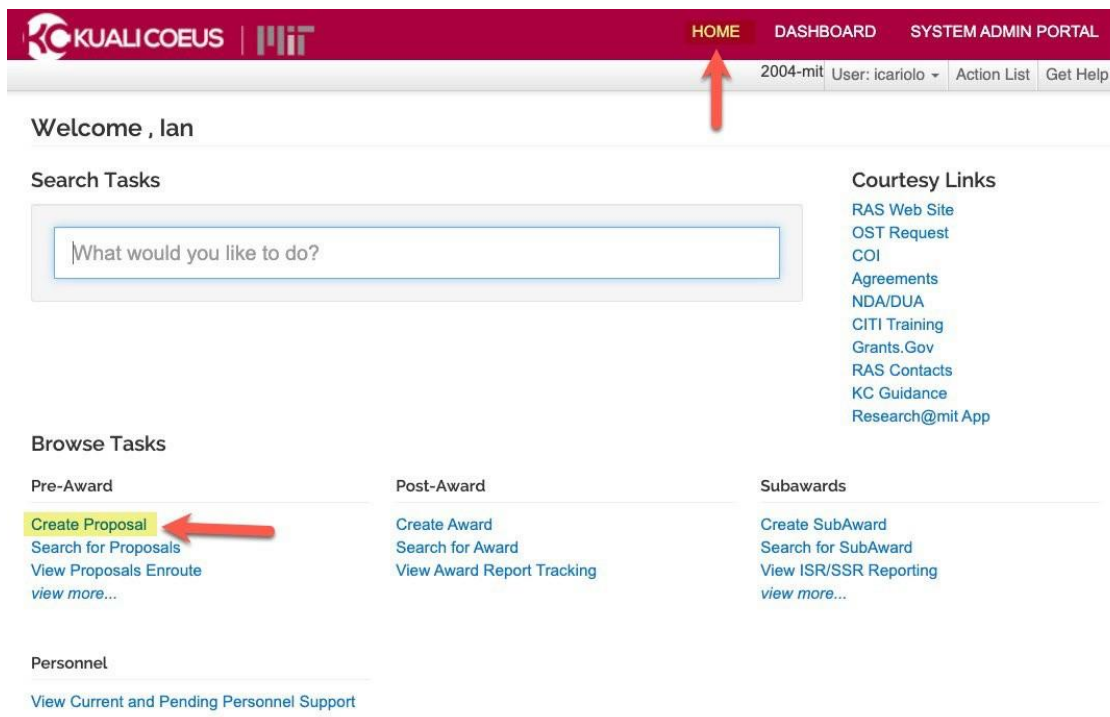 KC KUALI COEUS | MIT
HOME DASHBOARD SYSTEM ADMIN PORTAL
2004-mit User: icariolo Action List Get Help
Welcome , Ian
Search Tasks
What would you like to do?
Courtesy Links
RAS Web Site
OST Request
COI
Agreements
NDA/DUA
CITI Training
Grants.Gov
RAS Contacts
KC Guidance
Research@mit App
Browse Tasks
Pre-Award
Create Proposal
Search for Proposals
View Proposals Enroute
view more...
Post-Award
Create Award
Search for Award
View Award Report Tracking
Subawards
Create SubAward
Search for SubAward
View ISR/SSR Reporting
view more...
Personnel
View Current and Pending Personnel Support